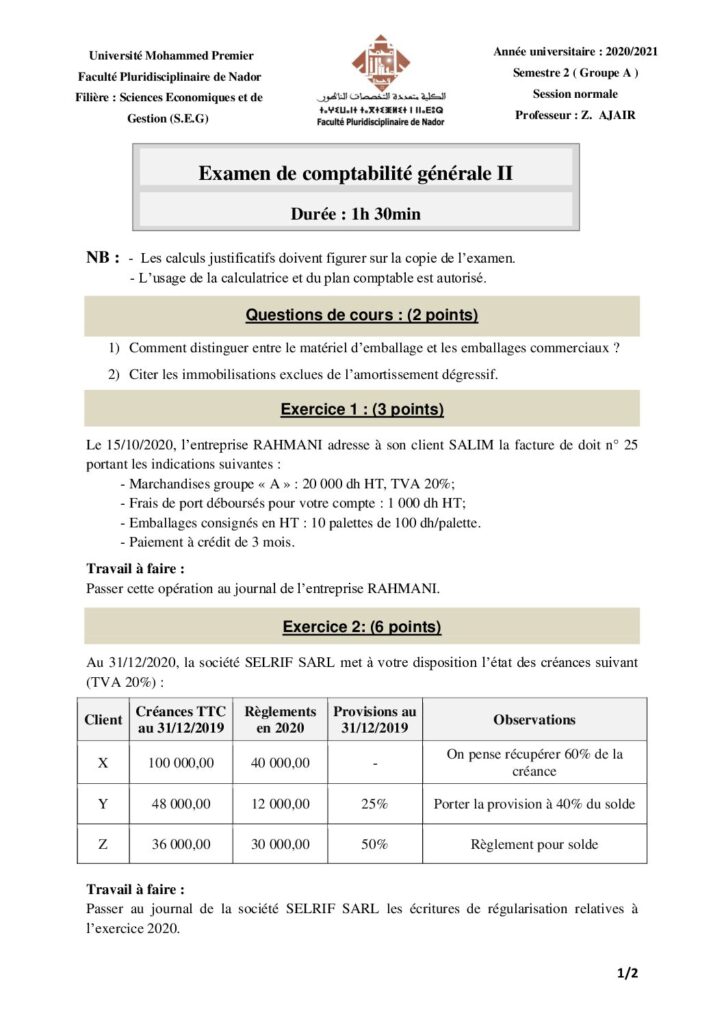 Université Mohammed Premier
Faculté Pluridisciplinaire de Nador
Filière : Sciences Economiques et de
Gestion (S.E.G)
الكلية متعددة التخصصات الناظور
Faculté Pluridisciplinaire de Nador
Année universitaire : 2020/2021
Semestre 2 ( Groupe A )
Session normale
Professeur : Z. AJAIR
Examen de comptabilité générale II
Durée : 1h 30min
NB : - Les calculs justificatifs doivent figurer sur la copie de l’examen.
- L’usage de la calculatrice et du plan comptable est autorisé.
Questions de cours : (2 points)
1) Comment distinguer entre le matériel d’emballage et les emballages commerciaux ?
2) Citer les immobilisations exclues de l’amortissement dégressif.
Exercice 1 : (3 points)
Le 15/10/2020, l’entreprise RAHMANI adresse à son client SALIM la facture de doit n° 25
portant les indications suivantes :
- Marchandises groupe « A » : 20 000 dh HT, TVA 20%;
- Frais de port déboursés pour votre compte : 1 000 dh HT;
- Emballages consignés en HT : 10 palettes de 100 dh/palette.
- Paiement à crédit de 3 mois.
Travail à faire :
Passer cette opération au journal de l’entreprise RAHMANI.
Exercice 2: (6 points)
Au 31/12/2020, la société SELRIF SARL met à votre disposition l’état des créances suivant
(TVA 20%) :
Client | Créances TTC au 31/12/2019 | Règlements en 2020 | Provisions au 31/12/2019 | Observations
X | 100 000,00 | 40 000,00 | - | On pense récupérer 60% de la créance
Y | 48 000,00 | 12 000,00 | 25% | Porter la provision à 40% du solde
Z | 36 000,00 | 30 000,00 | 50% | Règlement pour solde
Travail à faire :
Passer au journal de la société SELRIF SARL les écritures de régularisation relatives à
l’exercice 2020.
1/2